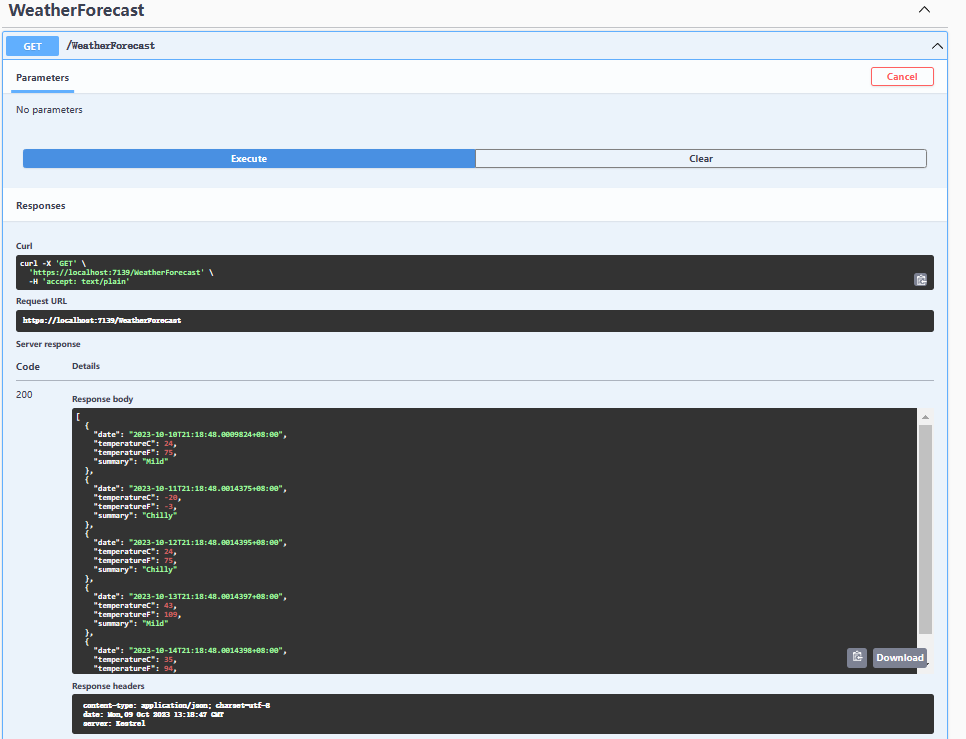 WeatherForecast
GET /WeatherForecast
Parameters
Cancel
No parameters
Execute
Clear
Responses
Curl
curl -X 'GET' \
'https://localhost:7139/WeatherForecast' \
-H 'accept: text/plain'
Request URL
https://localhost:7139/WeatherForecast
Server response
Code Details
200
Response body
[
{
"date": "2023-10-10T21:18:48.0009824+08:00",
"temperatureC": 24,
"temperatureF": 75,
"summary": "Mild"
},
{
"date": "2023-10-11T21:18:48.0014375+08:00",
"temperatureC": -20,
"temperatureF": -3,
"summary": "Chilly"
},
{
"date": "2023-10-12T21:18:48.0014395+08:00",
"temperatureC": 24,
"temperatureF": 75,
"summary": "Chilly"
},
{
"date": "2023-10-13T21:18:48.0014397+08:00",
"temperatureC": 43,
"temperatureF": 109,
"summary": "Mild"
},
{
"date": "2023-10-14T21:18:48.0014398+08:00",
"temperatureC": 35,
"temperatureF": 94,
Download
Response headers
content-type: application/json; charset=utf-8
date: Mon,09 Oct 2023 13:18:47 GMT
server: Kestrel